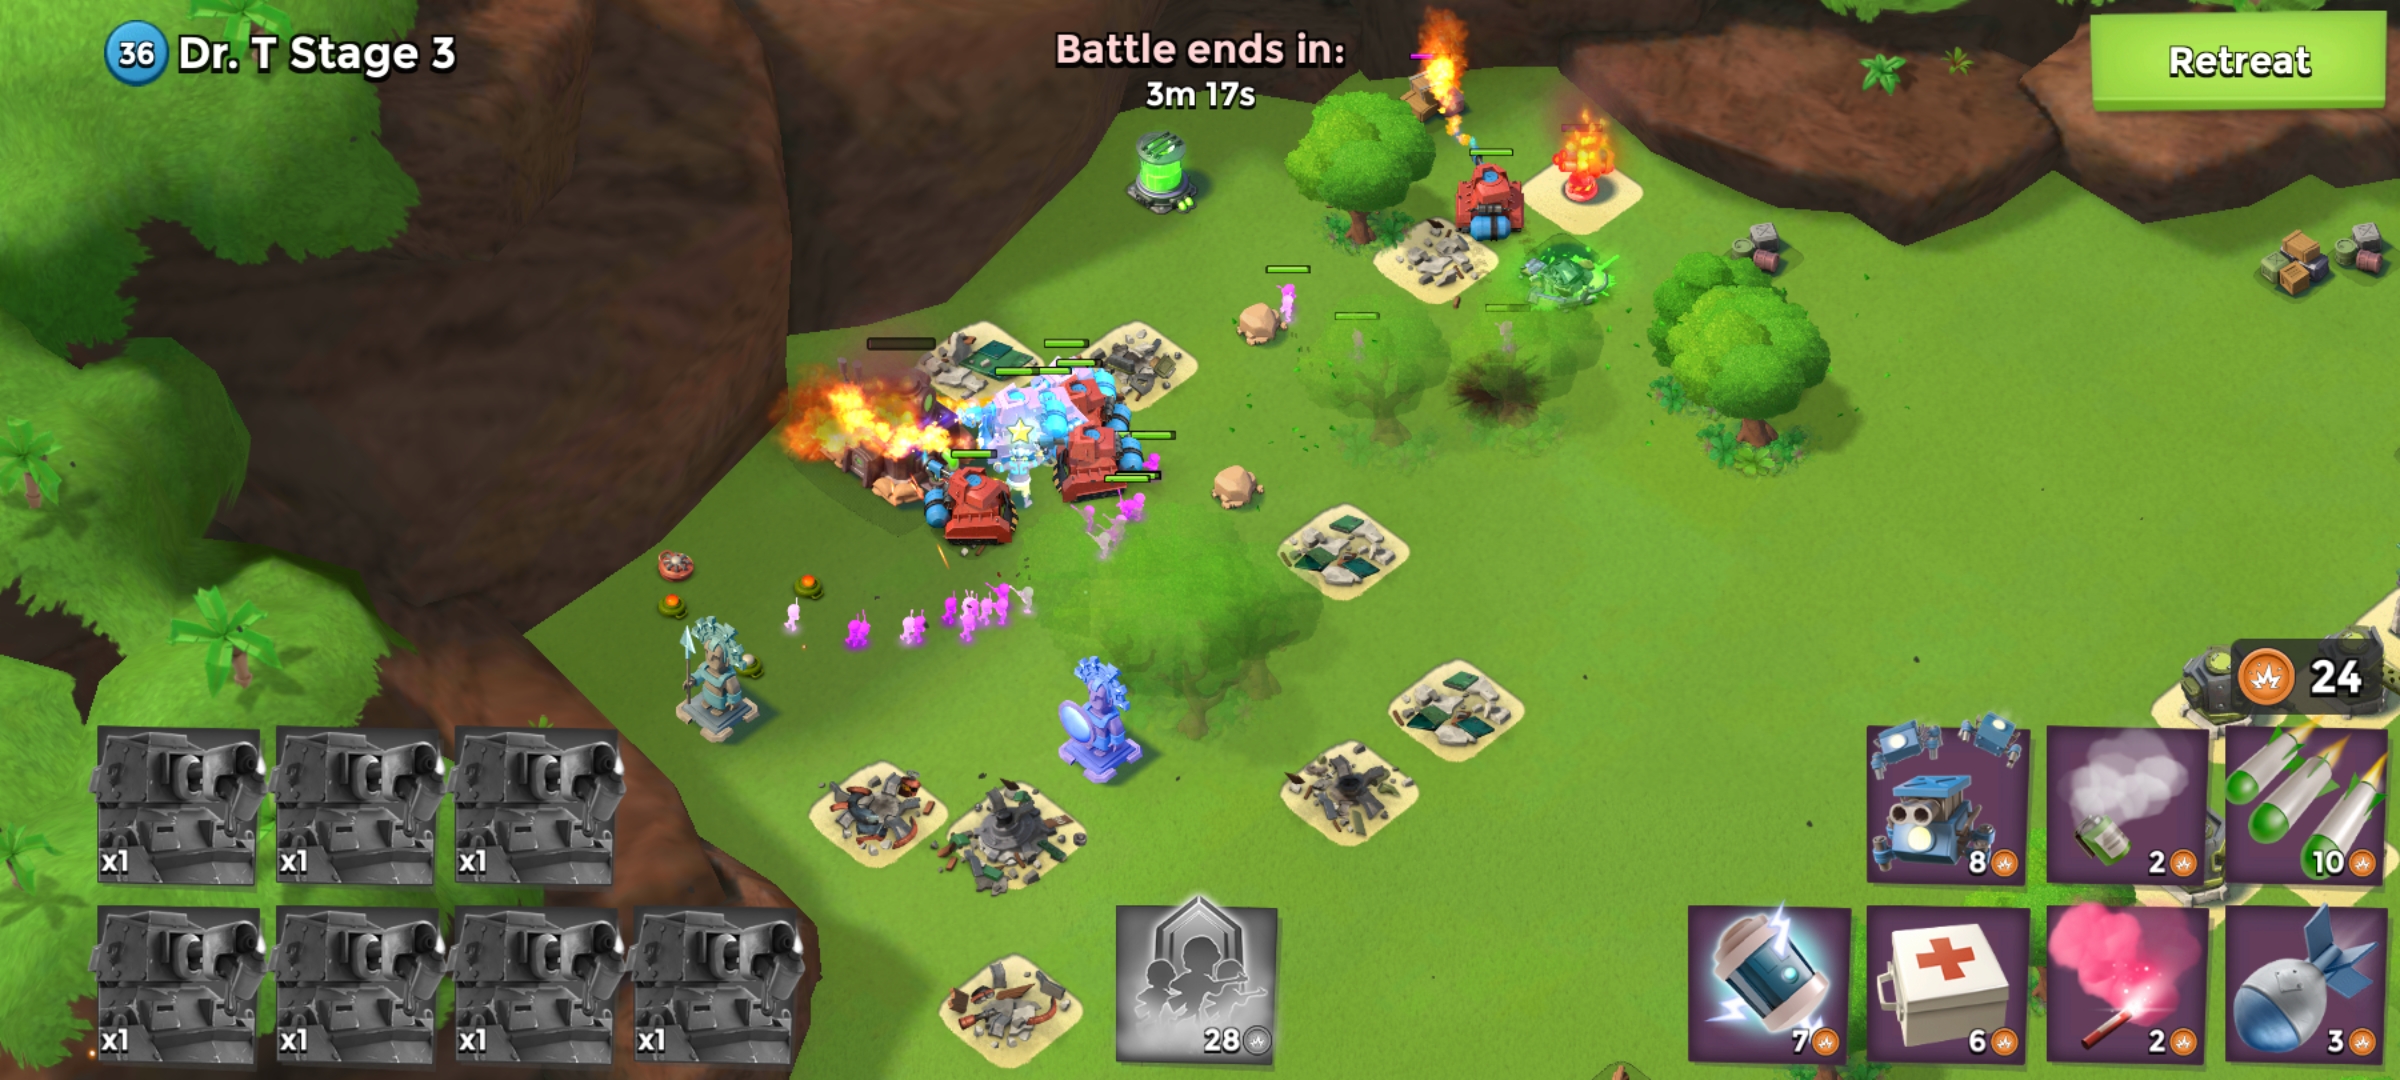 36 Dr. T Stage 3
Battle ends in:
3m 17s
Retreat
24
8
2
10
x1
x1
x1
7
6
2
3
x1
x1
x1
x1
28